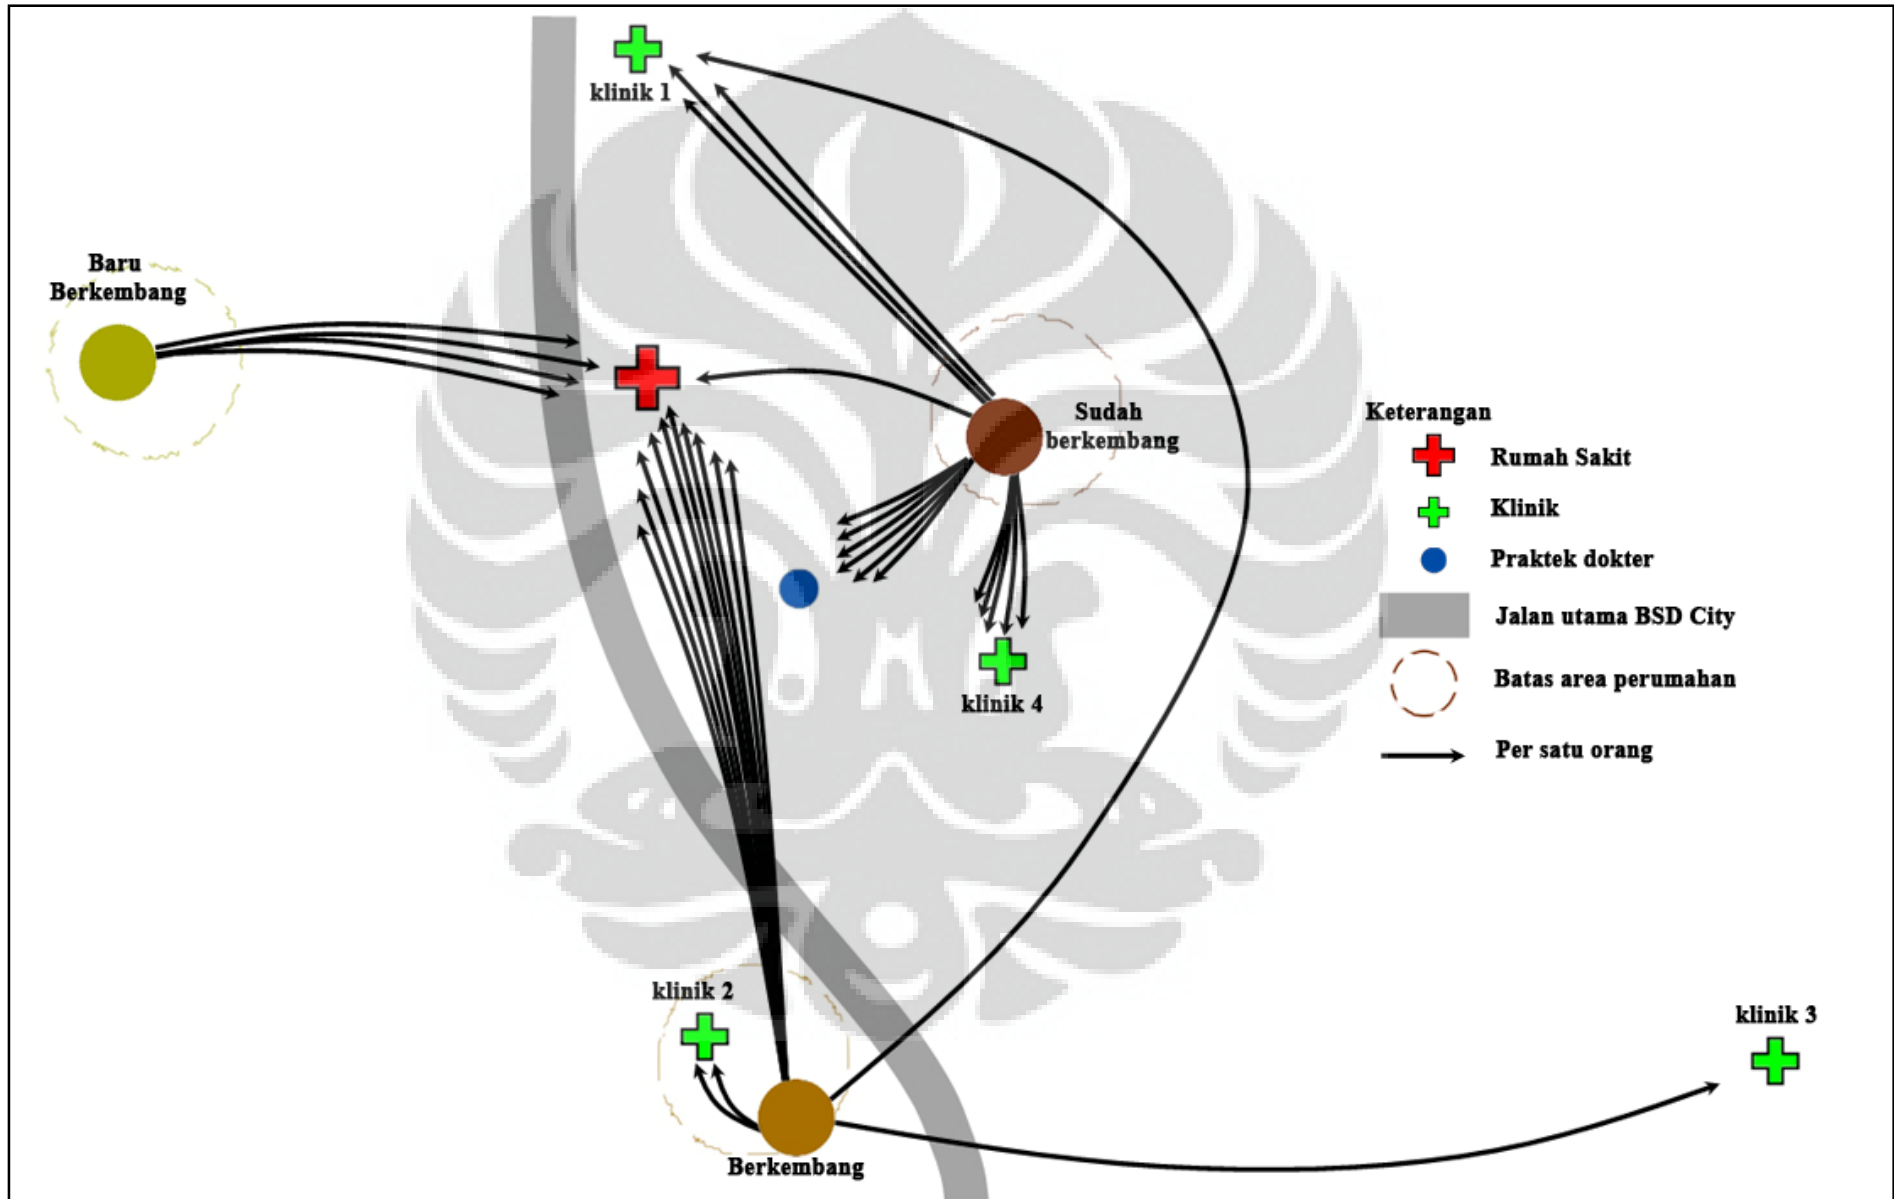 klinik 1
Baru
Berkembang
Sudah
berkembang
klinik 4
klinik 2
Berkembang
klinik 3
Keterangan
Rumah Sakit
Klinik
Praktek dokter
Jalan utama BSD City
Batas area perumahan
Per satu orang